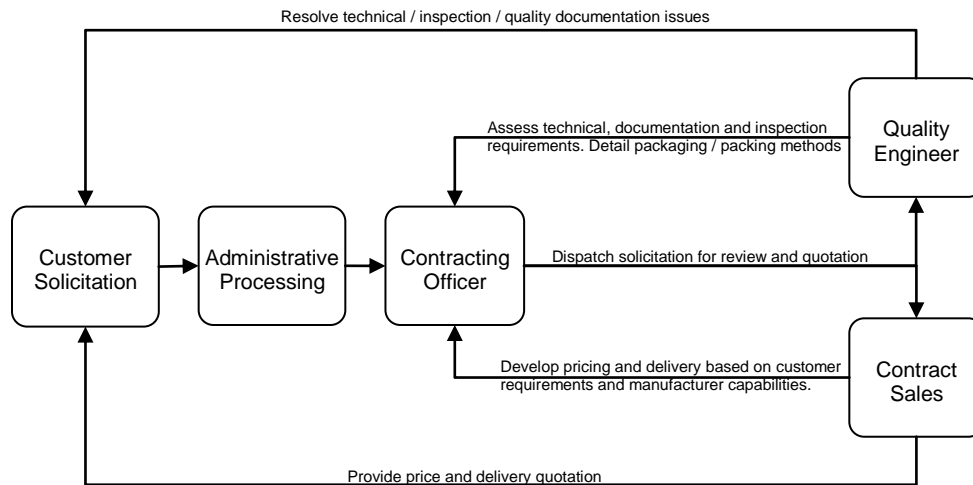 Resolve technical / inspection / quality documentation issues
Assess technical, documentation and inspection
requirements. Detail packaging / packing methods
Quality
Engineer
Customer
Solicitation
Administrative
Processing
Contracting
Officer
Dispatch solicitation for review and quotation
Develop pricing and delivery based on customer
requirements and manufacturer capabilities.
Contract
Sales
Provide price and delivery quotation